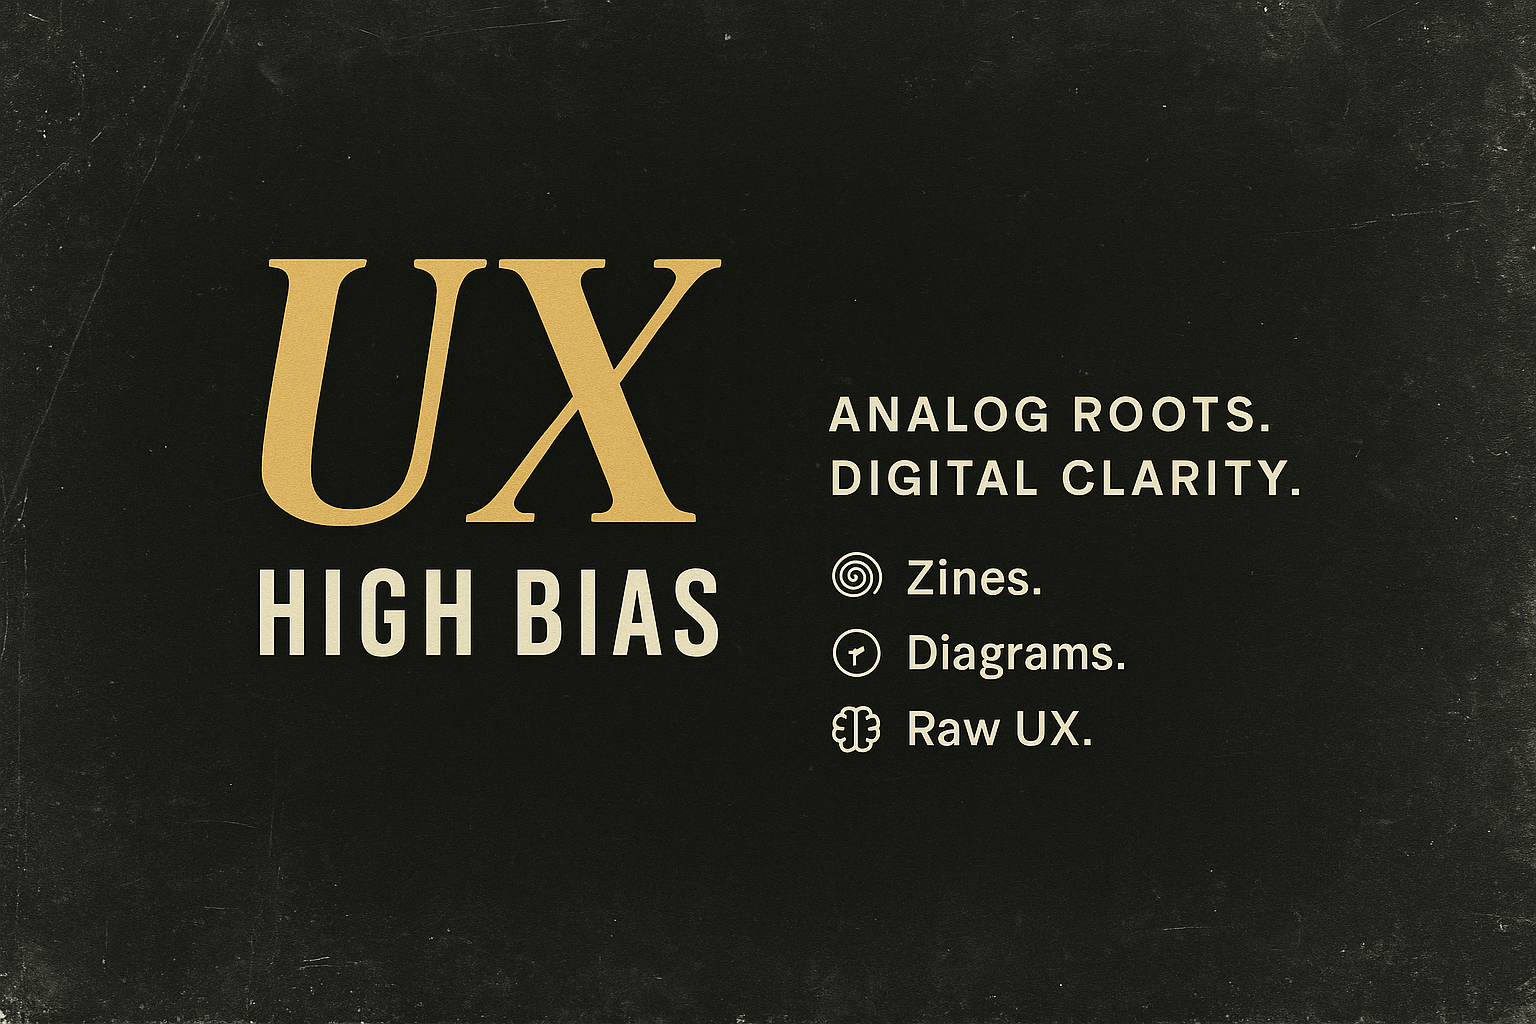 UX
HIGH BIAS
ANALOG ROOTS.
DIGITAL CLARITY.
Zines.
Diagrams.
Raw UX.